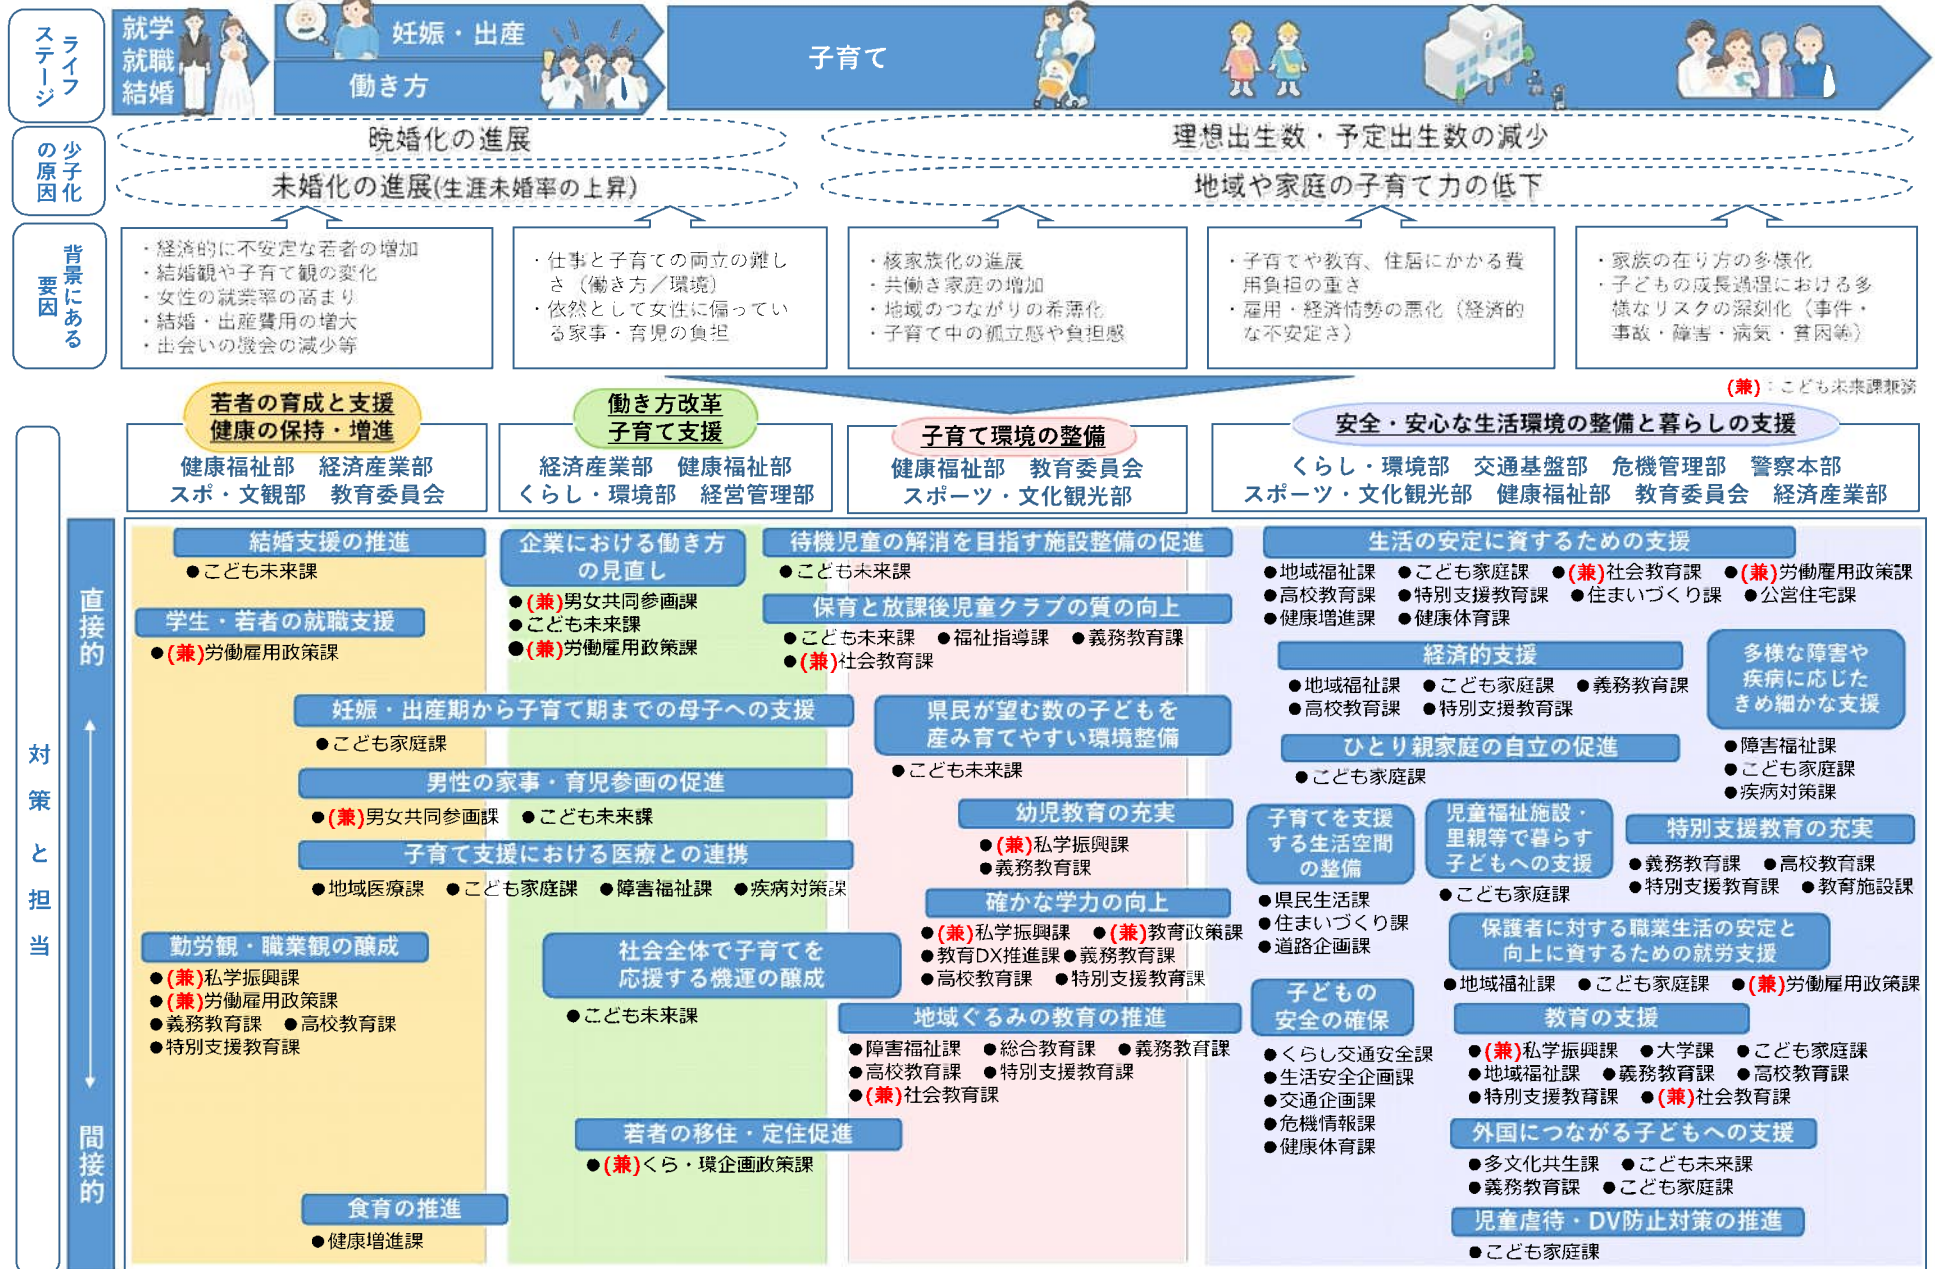 ライフ
ステージ
就学
就職
結婚
妊娠・出産
働き方
子育て
少子化
の原因
晩婚化の進展
理想出生数・予定出生数の減少
未婚化の進展(生涯未婚率の上昇)
地域や家庭の子育て力の低下
背景にある
要因
・経済的に不安定な若者の増加
・結婚観や子育て観の変化
・女性の就業率の高まり
・結婚・出産費用の増大
・出会いの機会の減少等
・仕事と子育ての両立の難し
さ（働き方／環境）
・依然として女性に偏ってい
る家事・育児の負担
・核家族化の進展
・共働き家庭の増加
・地域のつながりの希薄化
・子育て中の孤立感や負担感
・子育てや教育、住居にかかる費
用負担の重さ
・雇用・経済情勢の悪化（経済的
な不安定さ）
・家族の在り方の多様化
・子どもの成長過程における多
様なリスクの深刻化（事件・
事故・障害・病気・貧困等）
(兼)：こども未来課兼務
対策と担当
若者の育成と支援
健康の保持・増進
健康福祉部　経済産業部
スポ・文観部　教育委員会
働き方改革
子育て支援
経済産業部　健康福祉部
くらし・環境部　経営管理部
子育て環境の整備
健康福祉部　教育委員会
スポーツ・文化観光部
安全・安心な生活環境の整備と暮らしの支援
くらし・環境部　交通基盤部　危機管理部　警察本部
スポーツ・文化観光部　健康福祉部　教育委員会　経済産業部
直接的
間接的
結婚支援の推進
●こども未来課
学生・若者の就職支援
●(兼)労働雇用政策課
企業における働き方
の見直し
●(兼)男女共同参画課
●こども未来課
●(兼)労働雇用政策課
待機児童の解消を目指す施設整備の促進
●こども未来課
保育と放課後児童クラブの質の向上
●こども未来課　●福祉指導課　●義務教育課
●(兼)社会教育課
妊娠・出産期から子育て期までの母子への支援
●こども家庭課
男性の家事・育児参画の促進
●(兼)男女共同参画課　●こども未来課
子育て支援における医療との連携
●地域医療課　●こども家庭課　●障害福祉課　●疾病対策課
勤労観・職業観の醸成
●(兼)私学振興課
●(兼)労働雇用政策課
●義務教育課　●高校教育課
●特別支援教育課
社会全体で子育てを
応援する機運の醸成
●こども未来課
若者の移住・定住促進
●(兼)くら・環企画政策課
食育の推進
●健康増進課
県民が望む数の子どもを
産み育てやすい環境整備
●こども未来課
幼児教育の充実
●(兼)私学振興課
●義務教育課
確かな学力の向上
●(兼)私学振興課　●(兼)教育政策課
●教育DX推進課●義務教育課
●高校教育課　●特別支援教育課
地域ぐるみの教育の推進
●障害福祉課　●総合教育課　●義務教育課
●高校教育課　●特別支援教育課
●(兼)社会教育課
生活の安定に資するための支援
●地域福祉課　●こども家庭課　●(兼)社会教育課　●(兼)労働雇用政策課
●高校教育課　●特別支援教育課　●住まいづくり課　●公営住宅課
●健康増進課　●健康体育課
経済的支援
●地域福祉課　●こども家庭課　●義務教育課
●高校教育課　●特別支援教育課
多様な障害や
疾病に応じた
きめ細かな支援
●障害福祉課
●こども家庭課
●疾病対策課
ひとり親家庭の自立の促進
●こども家庭課
子育てを支援
する生活空間
の整備
●県民生活課
●住まいづくり課
●道路企画課
児童福祉施設・
里親等で暮らす
子どもへの支援
●こども家庭課
特別支援教育の充実
●義務教育課　●高校教育課
●特別支援教育課　●教育施設課
保護者に対する職業生活の安定と
向上に資するための就労支援
●地域福祉課　●こども家庭課　●(兼)労働雇用政策課
子どもの
安全の確保
●くらし交通安全課
●生活安全企画課
●交通企画課
●危機情報課
●健康体育課
教育の支援
●(兼)私学振興課　●大学課　●こども家庭課
●地域福祉課　●義務教育課　●高校教育課
●特別支援教育課　●(兼)社会教育課
外国につながる子どもへの支援
●多文化共生課　●こども未来課
●義務教育課　●こども家庭課
児童虐待・DV防止対策の推進
●こども家庭課